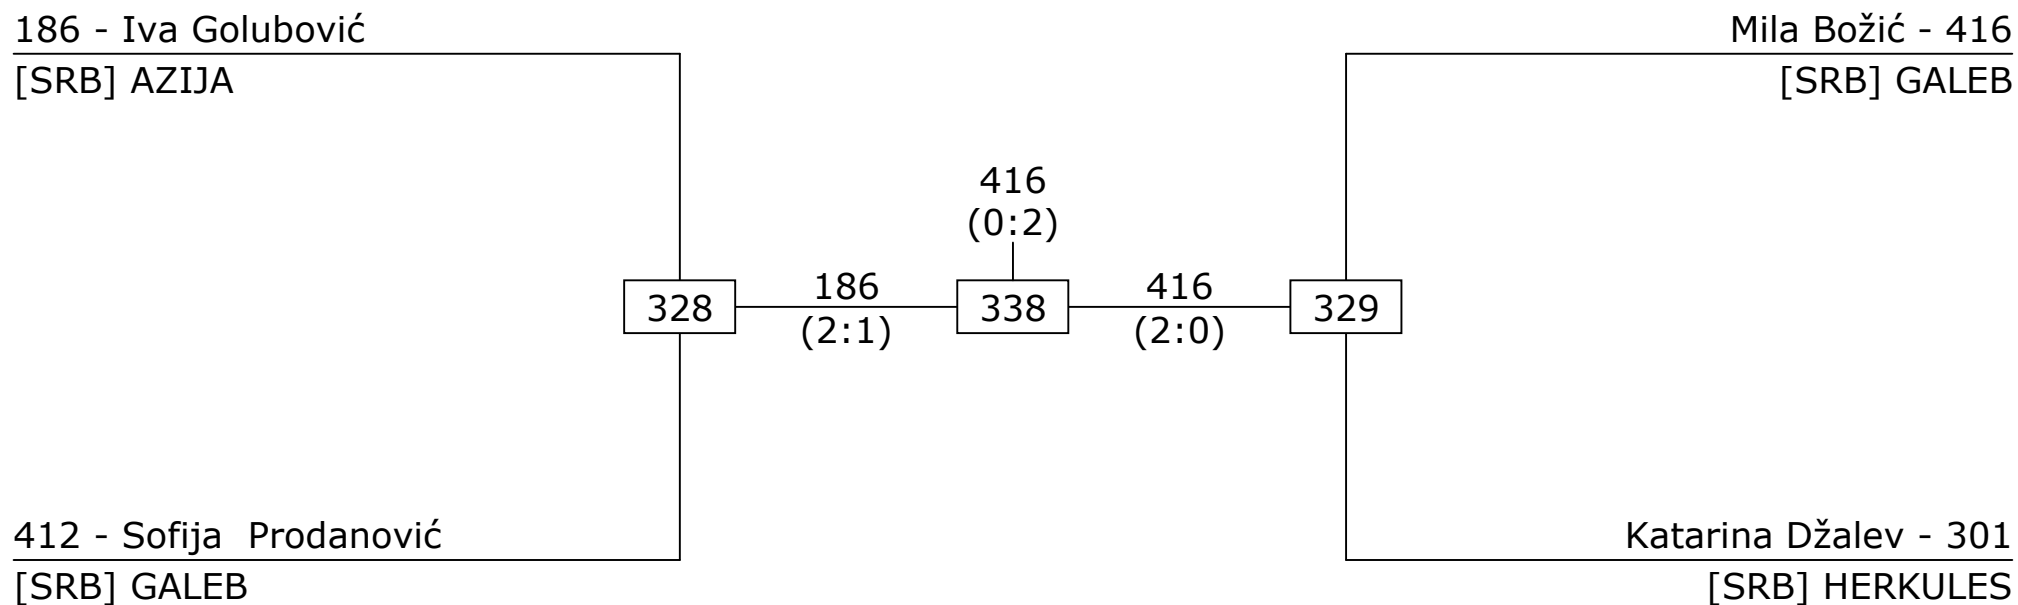 186 - Iva Golubović
[SRB] AZIJA
Mila Božić - 416
[SRB] GALEB
416
(0:2)
328
186
(2:1)
338
416
(2:0)
329
412 - Sofija  Prodanović
[SRB] GALEB
Katarina Džalev - 301
[SRB] HERKULES